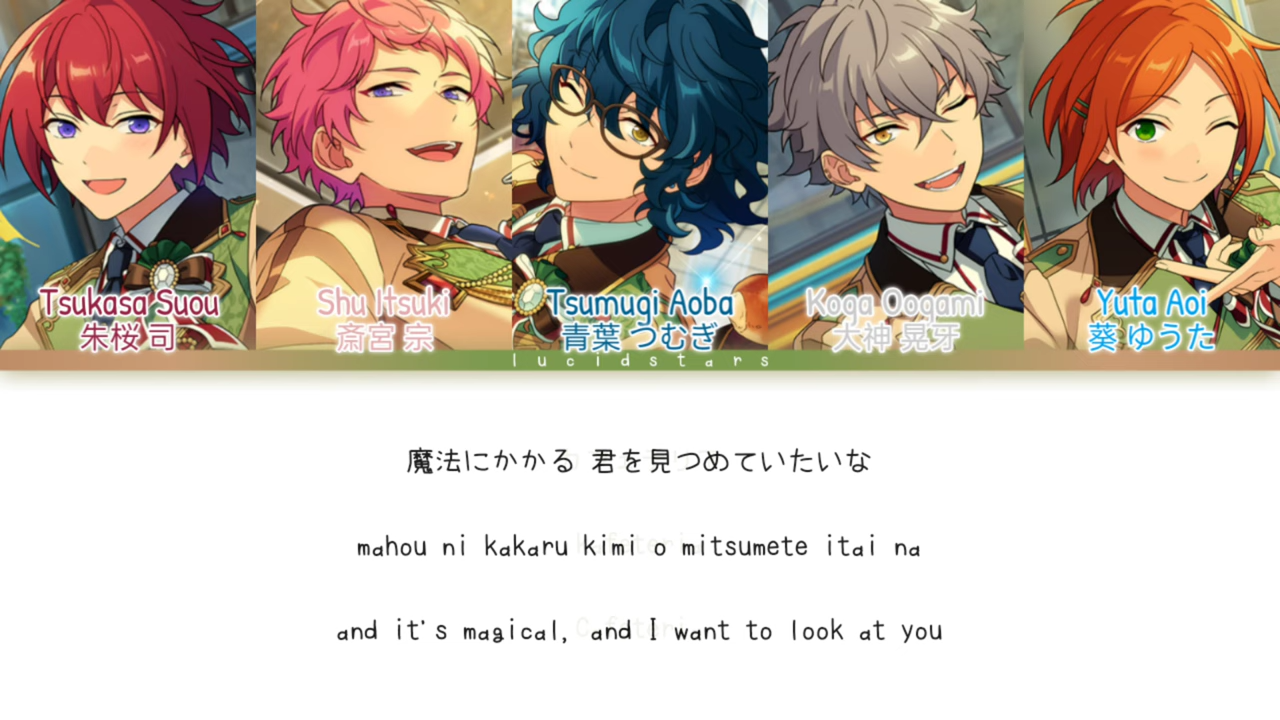 Tsukasa Suou
朱桜 司
Shu Itsuki
斎宮 宗
Tsumugi Aoba
青葉 つむぎ
Koga Oogami
大神 晃牙
Yuta Aoi
葵 ゆうた
lucidstars
魔法にかかる 君を見つめていたいな
mahou ni kakaru kimi o mitsumete itai na
and it's magical, and I want to look at you